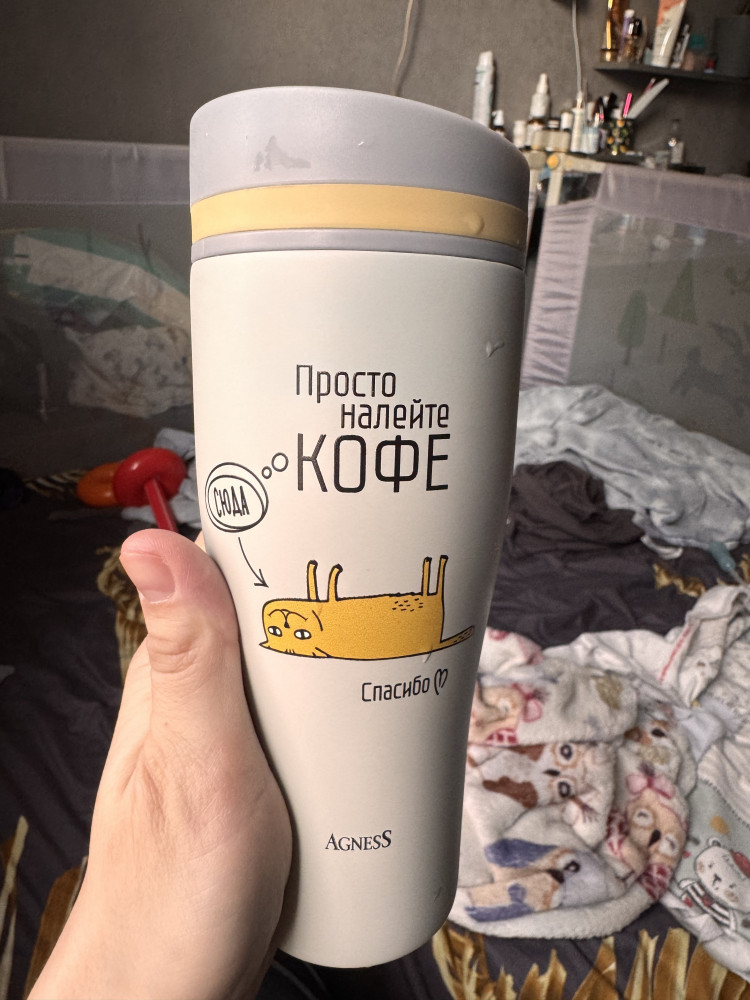 Просто
налейте
КОФЕ
СЮДА
Спасибо
AGNESS